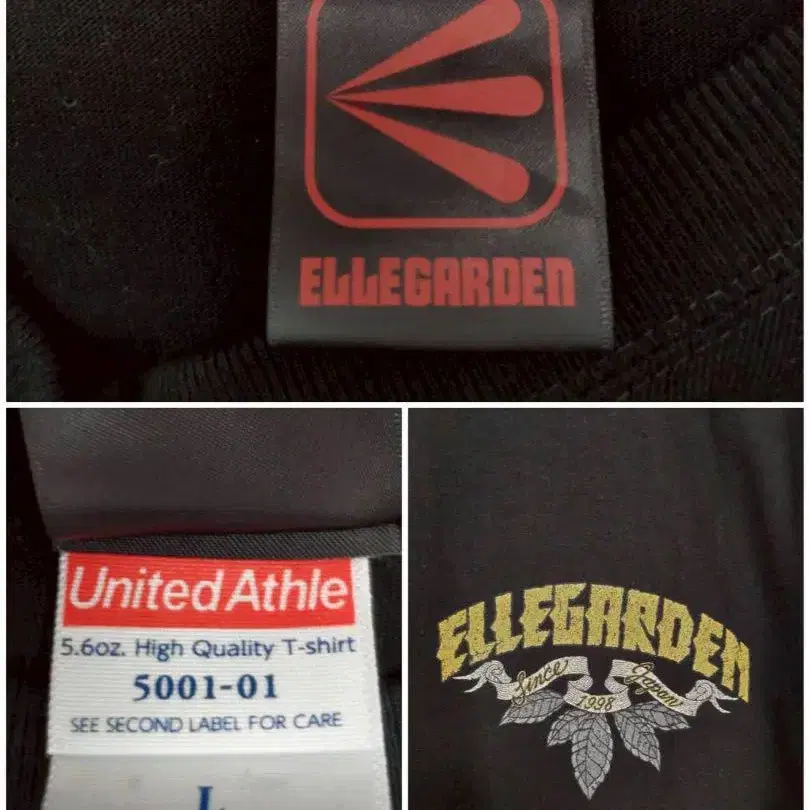 ELLEGARDEN
United Athle
5.6oz. High Quality T-shirt
5001-01
SEE SECOND LABEL FOR CARE
L
ELLEGARDEN
Since 1998 Japan